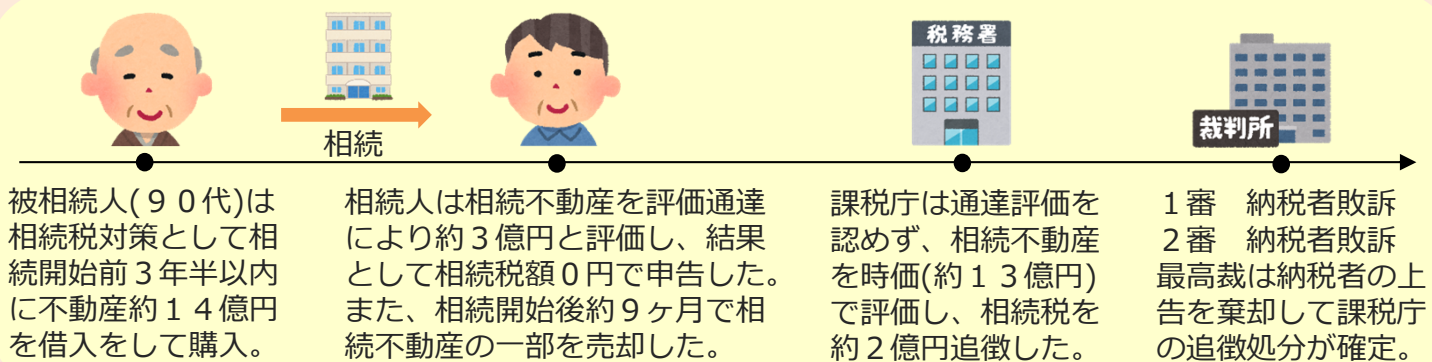 相続
税務署
裁判所
被相続人(９０代)は
相続税対策として相
続開始前３年半以内
に不動産約１４億円
を借入をして購入。
相続人は相続不動産を評価通達
により約３億円と評価し、結果
として相続税額０円で申告した。
また、相続開始後約９ヶ月で相
続不動産の一部を売却した。
課税庁は通達評価を
認めず、相続不動産
を時価(約１３億円)
で評価し、相続税を
約２億円追徴した。
１審　納税者敗訴
２審　納税者敗訴
最高裁は納税者の上
告を棄却して課税庁
の追徴処分が確定。